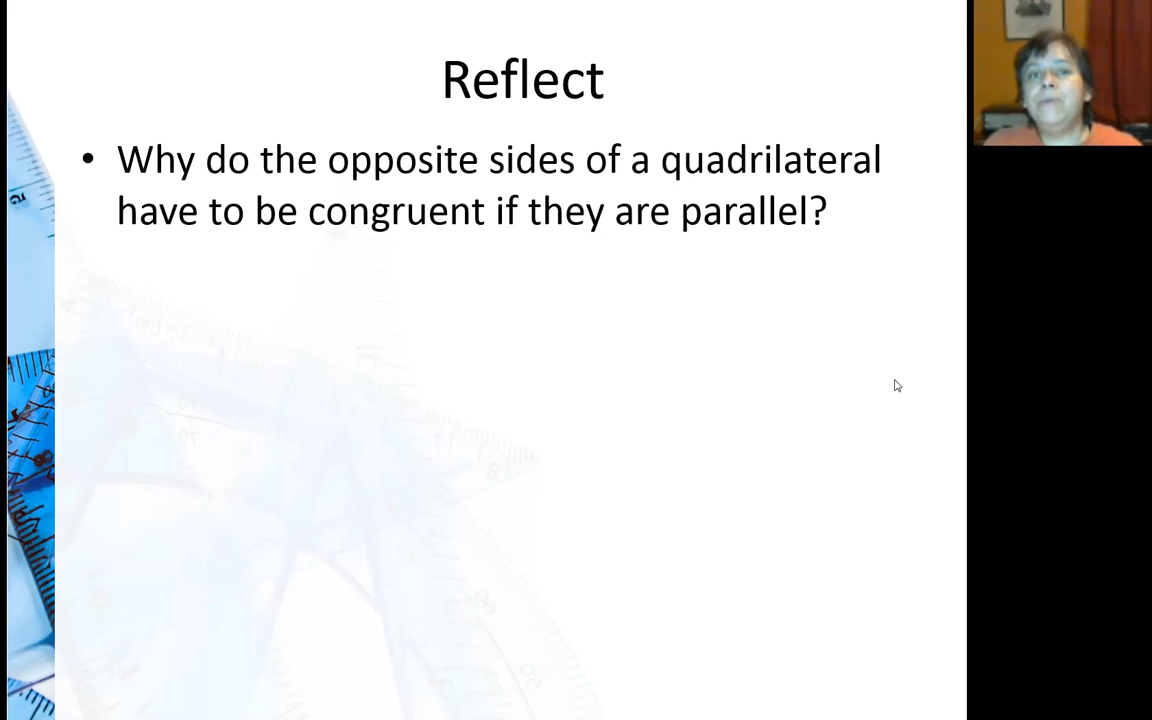 Reflect
• Why do the opposite sides of a quadrilateral
have to be congruent if they are parallel?